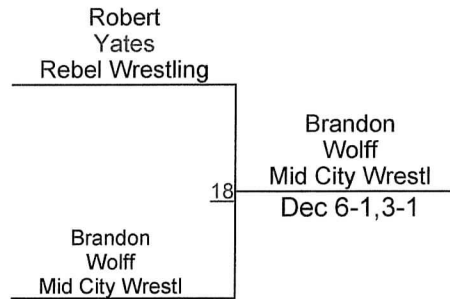 Robert
Yates
Rebel Wrestling
Brandon
Wolff
Mid City Wrestl
18
Dec 6-1,3-1
Brandon
Wolff
Mid City Wrestl